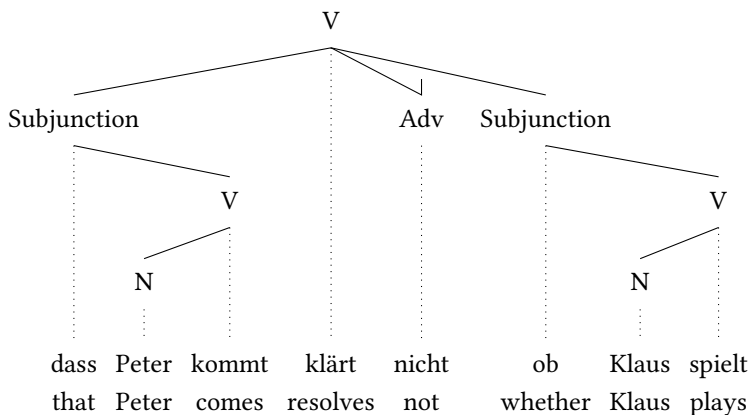 V
Subjunction Adv Subjunction
V V
N N
dass Peter kommt klärt nicht ob Klaus spielt
that Peter comes resolves not whether Klaus plays